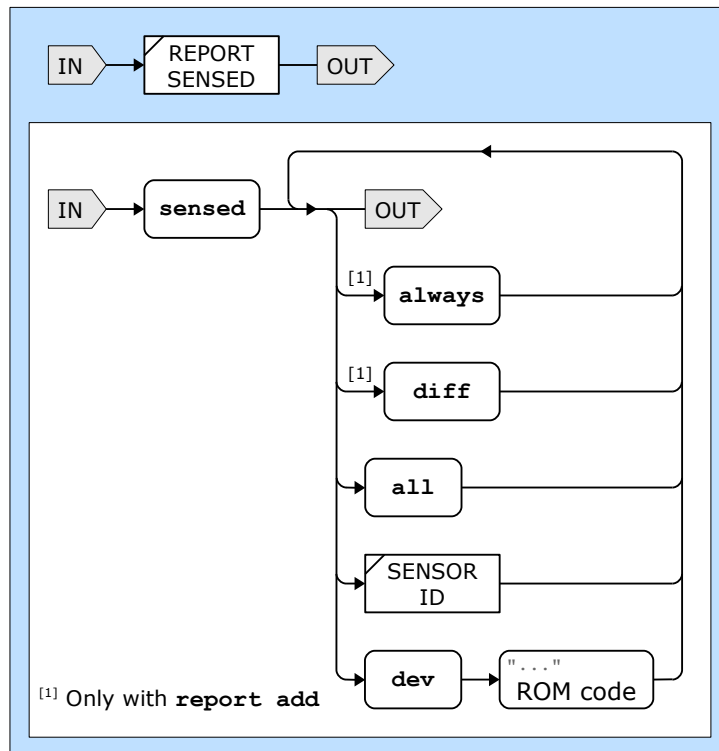 IN
REPORT
SENSED
OUT
IN
sensed
OUT
[1]
always
[1]
diff
all
SENSOR
ID
dev
"..."
ROM code
[1] Only with report add